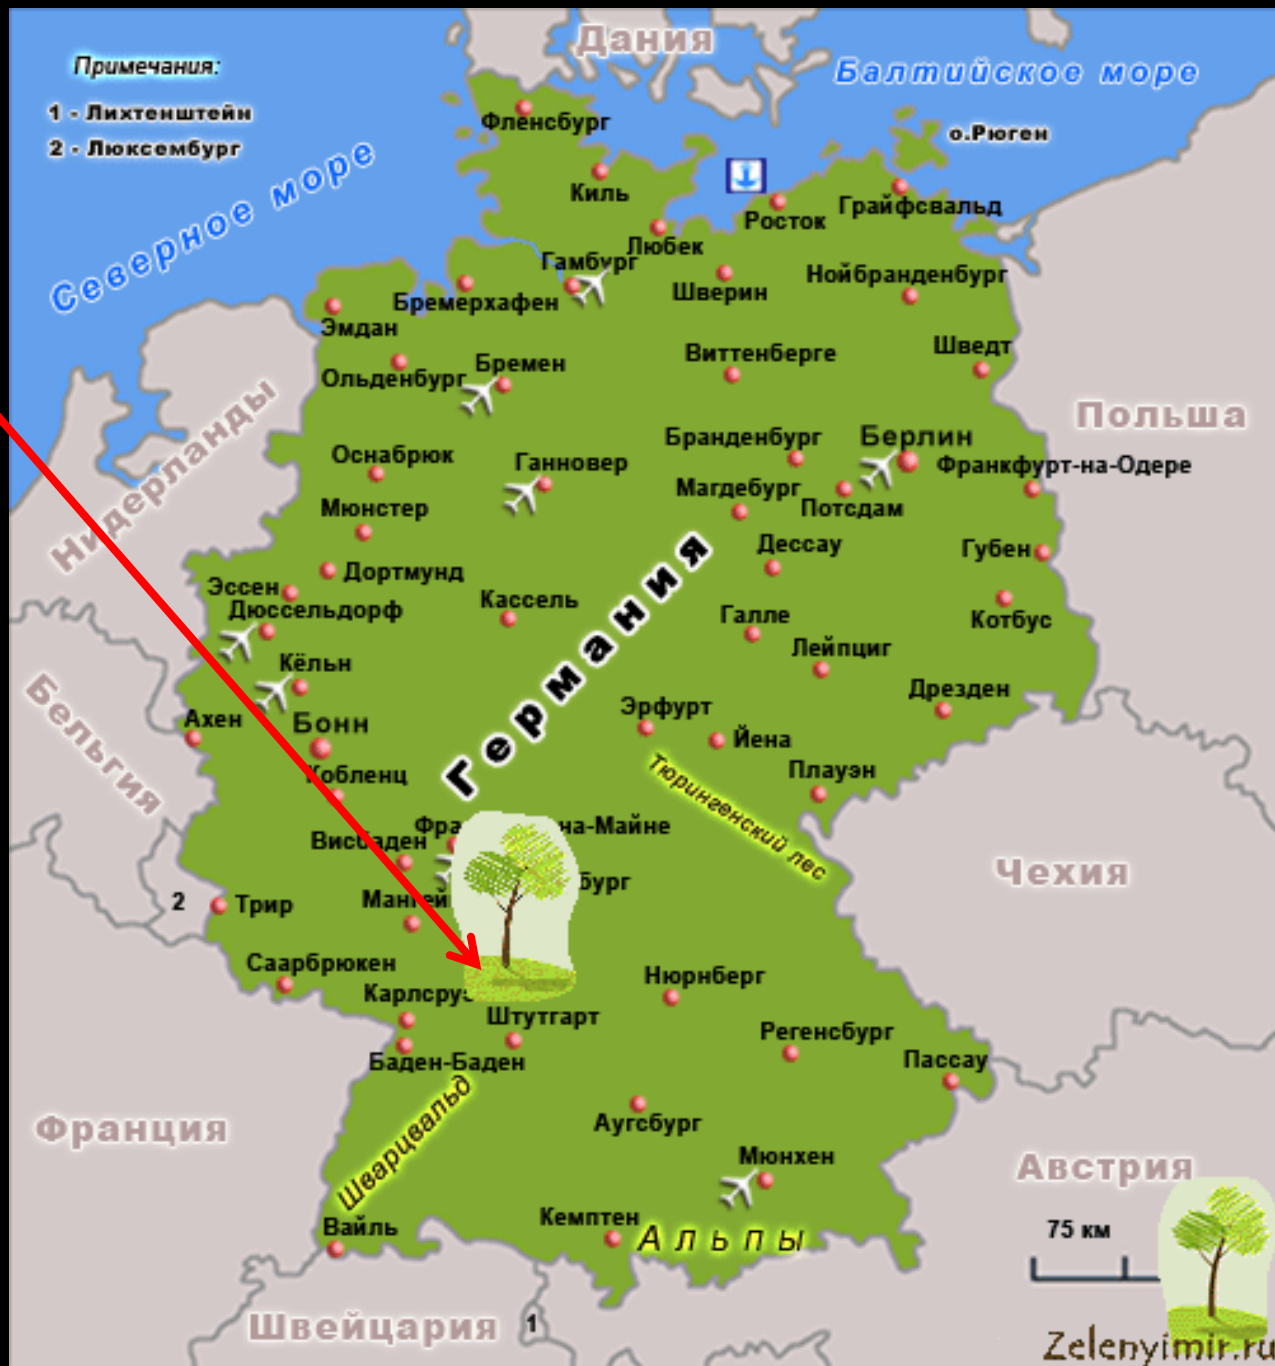 Дания
Примечания:
Балтийское море
1 - Лихтенштейн
Фленсбург
о.Рюген
2 - Люксембург
Северное море
Киль
Росток
Грайфсвальд
Любек
Гамбург
Нойбранденбург
Бремерхафен
Шверин
Эмдан
Виттенберге
Шведт
Бремен
Ольденбург
Нидерланды
Польша
Бранденбург
Берлин
Оснабрюк
Ганновер
Франкфурт-на-Одере
Магдебург
Мюнстер
Потсдам
Дессау
Губен
Германия
Дортмунд
Эссен
Кассель
Дюссельдорф
Галле
Котбус
Лейпциг
Кёльн
Бельгия
Дрезден
Эрфурт
Ахен
Бонн
Йена
Тюрингенский лес
Плауэн
Кобленц
на-Майне
Висбаден
Чехия
бург
2
Трир
Саарбрюкен
Нюрнберг
Карлсруэ
Штутгарт
Регенсбург
Баден-Баден
Пассау
Шварцвальд
Франция
Аугсбург
Мюнхен
Австрия
Вайль
Кемптен
Альпы
75 км
Швейцария
1
Zelenyimir.ru